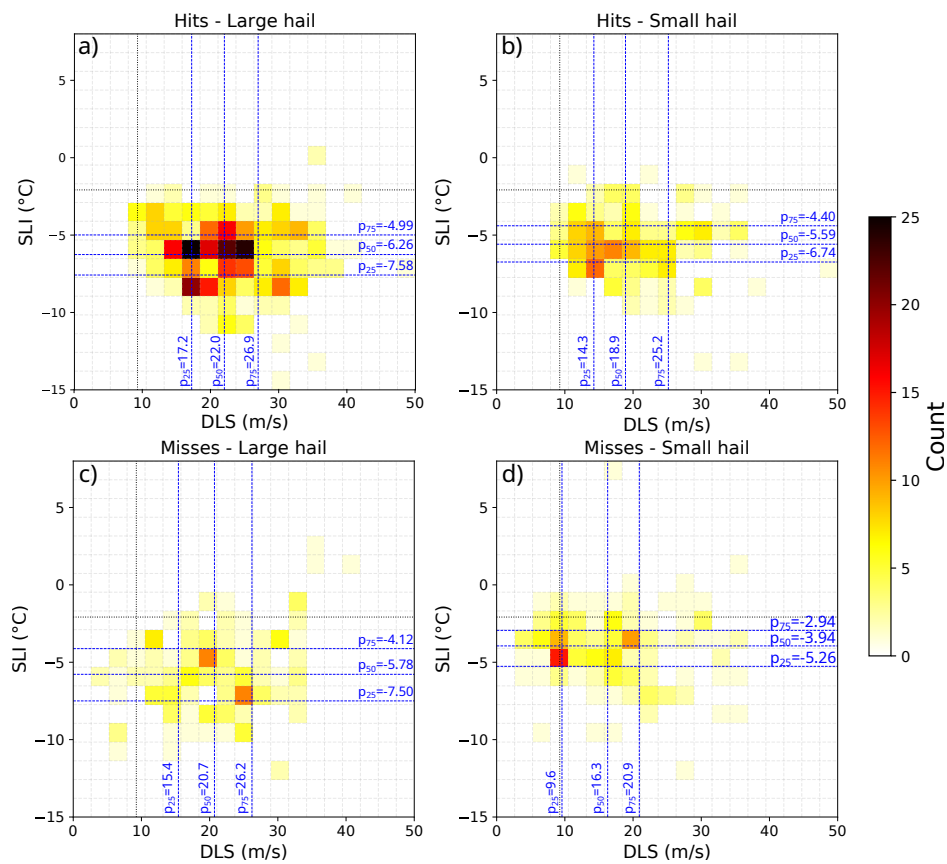 Hits - Large hail
a)
5
0
−5
−10
−15
SLI (°C)
p75=-4.99
p50=-6.26
p25=-7.58
p25=17.2
p50=22.0
p75=26.9
0 10 20 30 40 50
DLS (m/s)
Hits - Small hail
b)
5
0
−5
−10
−15
SLI (°C)
p75=-4.40
p50=-5.59
p25=-6.74
p25=14.3
p50=18.9
p75=25.2
0 10 20 30 40 50
DLS (m/s)
Misses - Large hail
c)
5
0
−5
−10
−15
SLI (°C)
p75=-4.12
p50=-5.78
p25=-7.50
p25=15.4
p50=20.7
p75=26.2
0 10 20 30 40 50
DLS (m/s)
Misses - Small hail
d)
5
0
−5
−10
−15
SLI (°C)
p75=-2.94
p50=-3.94
p25=-5.26
p25=9.6
p50=16.3
p75=20.9
0 10 20 30 40 50
DLS (m/s)
25
20
15
10
5
0
Count